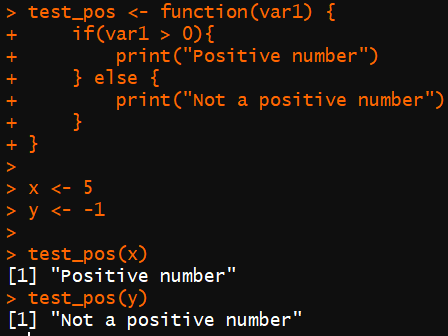 > test_pos <- function(var1) {
+     if(var1 > 0){
+         print("Positive number")
+     } else {
+         print("Not a positive number")
+     }
+ }
>
> x <- 5
> y <- -1
>
> test_pos(x)
[1] "Positive number"
> test_pos(y)
[1] "Not a positive number"